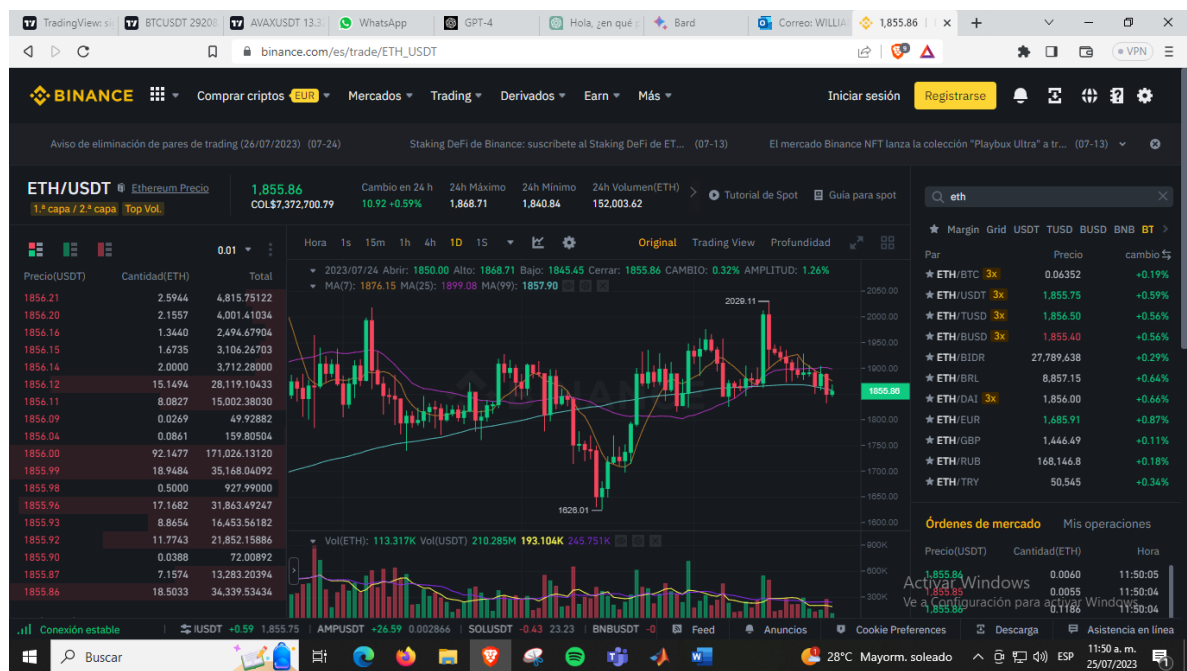 TradingView: si
BTCUSDT 29208
AVAXUSDT 13.3
WhatsApp
GPT-4
Hola, ¿en qué p
Bard
Correo: WILLIA
1,855.86
binance.com/es/trade/ETH_USDT
VPN
BINANCE
Comprar criptos EUR
Mercados
Trading
Derivados
Earn
Más
Iniciar sesión
Registrarse
Aviso de eliminación de pares de trading (26/07/2023) (07-24)
Staking DeFi de Binance: suscríbete al Staking DeFi de ET... (07-13)
El mercado Binance NFT lanza la colección "Playbux Ultra" a tr... (07-13)
ETH/USDT Ethereum Precio
1.ª capa / 2.ª capa Top Vol.
1,855.86
COL$7,372,700.79
Cambio en 24 h
10.92 +0.59%
24h Máximo
1,868.71
24h Mínimo
1,840.84
24h Volumen(ETH)
152,003.62
Tutorial de Spot
Guía para spot
0.01
Precio(USDT) Cantidad(ETH) Total
1856.21 2.5944 4,815.75122
1856.20 2.1557 4,001.41034
1856.16 1.3440 2,494.67904
1856.15 1.6735 3,106.26703
1856.14 2.0000 3,712.28000
1856.12 15.1494 28,119.10433
1856.11 8.0827 15,002.38030
1856.09 0.0269 49.92882
1856.04 0.0861 159.80504
1856.00 92.1477 171,026.13120
1855.99 18.9484 35,168.04092
1855.98 0.5000 927.99000
1855.96 17.1682 31,863.49247
1855.93 8.8654 16,453.56182
1855.92 11.7743 21,852.15886
1855.90 0.0388 72.00892
1855.87 7.1574 13,283.20394
1855.86 18.5033 34,339.53434
Hora 1s 15m 1h 4h 1D 1S
Original Trading View Profundidad
2023/07/24 Abrir: 1850.00 Alto: 1868.71 Bajo: 1845.45 Cerrar: 1855.86 CAMBIO: 0.32% AMPLITUD: 1.26%
MA(7): 1876.15 MA(25): 1899.08 MA(99): 1857.90
2029.11
1626.01
BINANCE
2050.00
2000.00
1950.00
1900.00
1855.86
1800.00
1750.00
1700.00
1650.00
1600.00
Vol(ETH): 113.317K Vol(USDT) 210.285M 193.104K 245.751K
900K
600K
300K
eth
Margin Grid USDT TUSD BUSD BNB BT
Par Precio cambio
ETH/BTC 3x 0.06352 +0.19%
ETH/USDT 3x 1,855.75 +0.59%
ETH/TUSD 3x 1,856.50 +0.56%
ETH/BUSD 3x 1,855.40 +0.56%
ETH/BIDR 27,789,638 +0.29%
ETH/BRL 8,857.15 +0.64%
ETH/DAI 3x 1,856.00 +0.66%
ETH/EUR 1,685.91 +0.87%
ETH/GBP 1,446.49 +0.11%
ETH/RUB 168,146.8 +0.18%
ETH/TRY 50,545 +0.34%
Órdenes de mercado Mis operaciones
Precio(USDT) Cantidad(ETH) Hora
1,855.86 0.0060 11:50:05
1,855.85 0.0055 11:50:04
1,855.86 0.1186 11:50:04
Activar Windows
Ve a Configuración para activar Windows.
Conexión estable
IUSDT +0.59 1,855.75
AMPUSDT +26.59 0.002866
SOLUSDT -0.43 23.23
BNBUSDT -0
Feed
Anuncios
Cookie Preferences
Descarga
Asistencia en línea
Buscar
28°C Mayorm. soleado
ESP
11:50 a. m.
25/07/2023
1